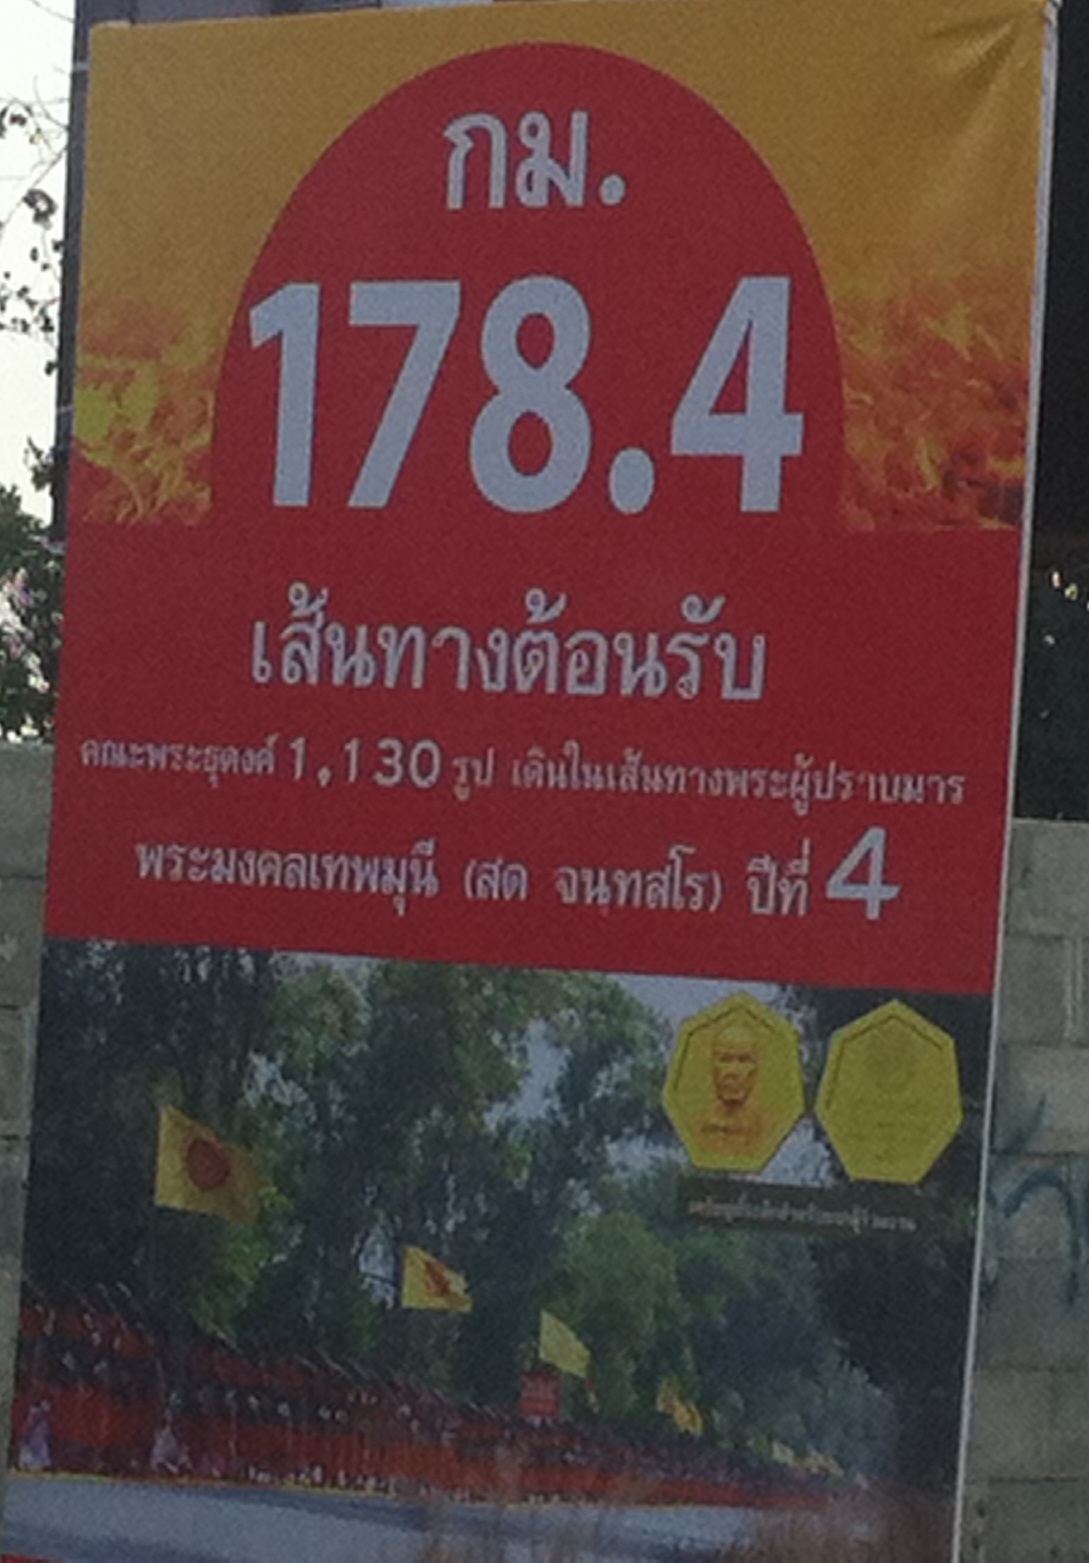 กม.
178.4
เส้นทางต้อนรับ
คณะพระธุดงค์ 1,130 รูป เดินในเส้นทางพระผู้ปราบมาร
พระมงคลเทพมุนี (สด จนฺทสโร) ปีที่ 4